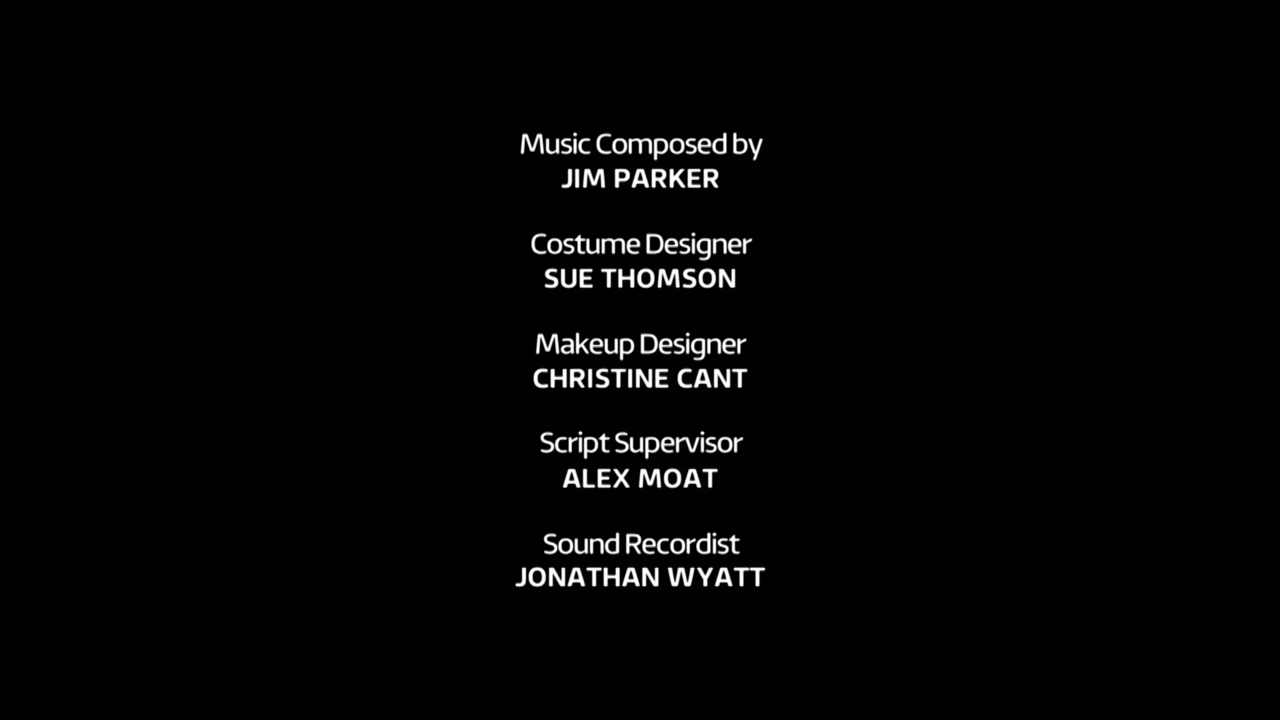 Music Composed by
JIM PARKER
Costume Designer
SUE THOMSON
Makeup Designer
CHRISTINE CANT
Script Supervisor
ALEX MOAT
Sound Recordist
JONATHAN WYATT